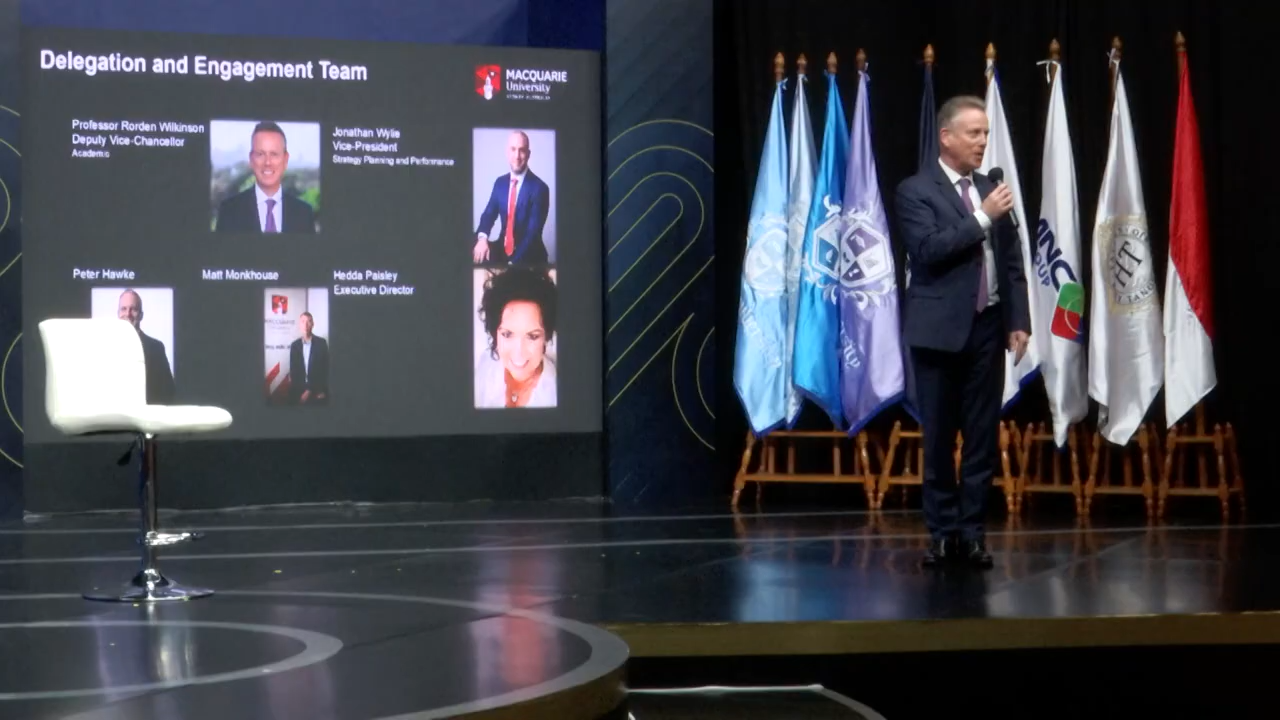 Delegation and Engagement Team
MACQUARIE
University
Professor Rorden Wilkinson
Deputy Vice-Chancellor
Academic
Jonathan Wylie
Vice-President
Strategy Planning and Performance
Peter Hawke
Matt Monkhouse
Hedda Paisley
Executive Director
MACQUARIE